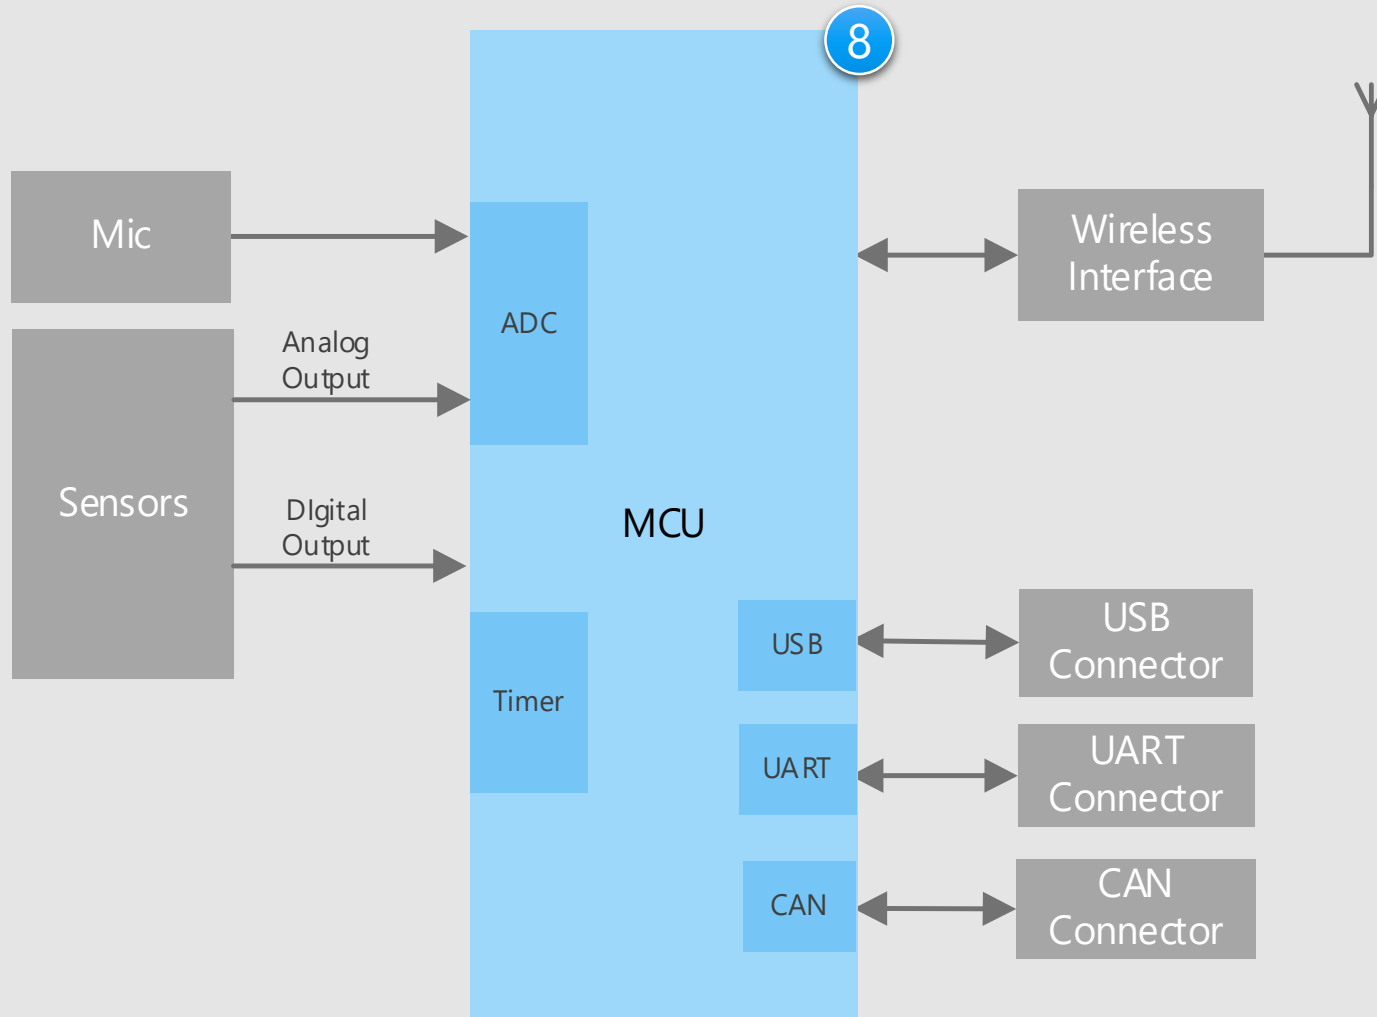 8
Mic
Wireless
Interface
ADC
Analog
Output
Sensors
DIgital
Output
MCU
USB
USB
Connector
Timer
UART
UART
Connector
CAN
CAN
Connector